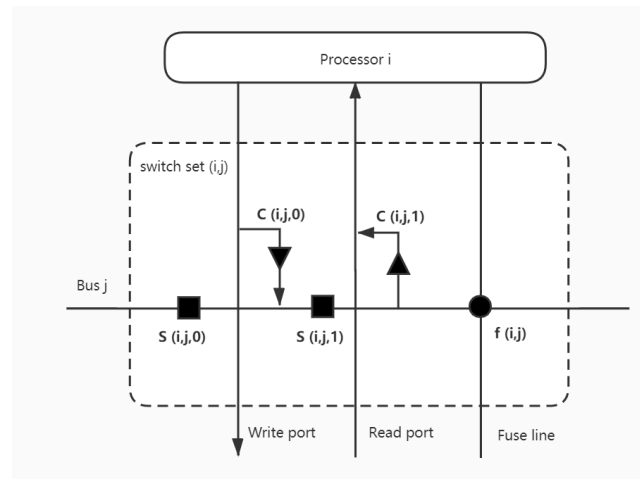 Processor i
switch set (i,j)
C (i,j,0)
C (i,j,1)
Bus j
S (i,j,0)
S (i,j,1)
f (i,j)
Write port
Read port
Fuse line